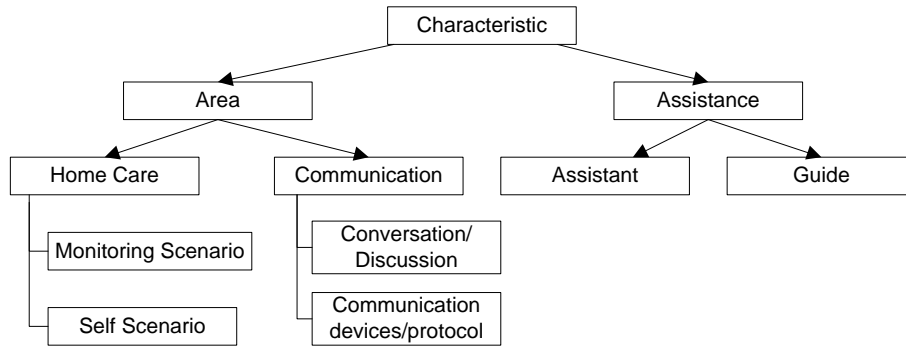 Characteristic
Area
Assistance
Home Care
Communication
Assistant
Guide
Monitoring Scenario
Self Scenario
Conversation/
Discussion
Communication
devices/protocol